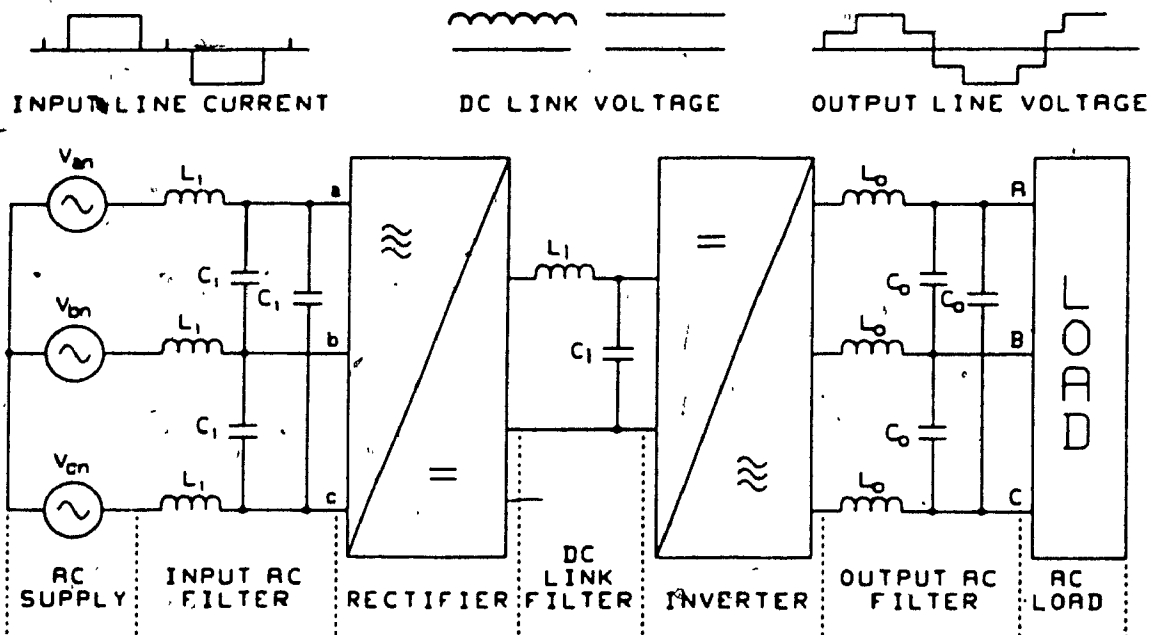 INPUT LINE CURRENT
DC LINK VOLTAGE
OUTPUT LINE VOLTAGE
Van
L1
a
C1
C1
Vbn
L1
b
C1
Vcn
L1
c
L1
C1
Lo
A
Co
Co
Lo
B
Co
Lo
C
LOAD
AC SUPPLY
INPUT AC FILTER
RECTIFIER
DC LINK FILTER
INVERTER
OUTPUT AC FILTER
AC LOAD